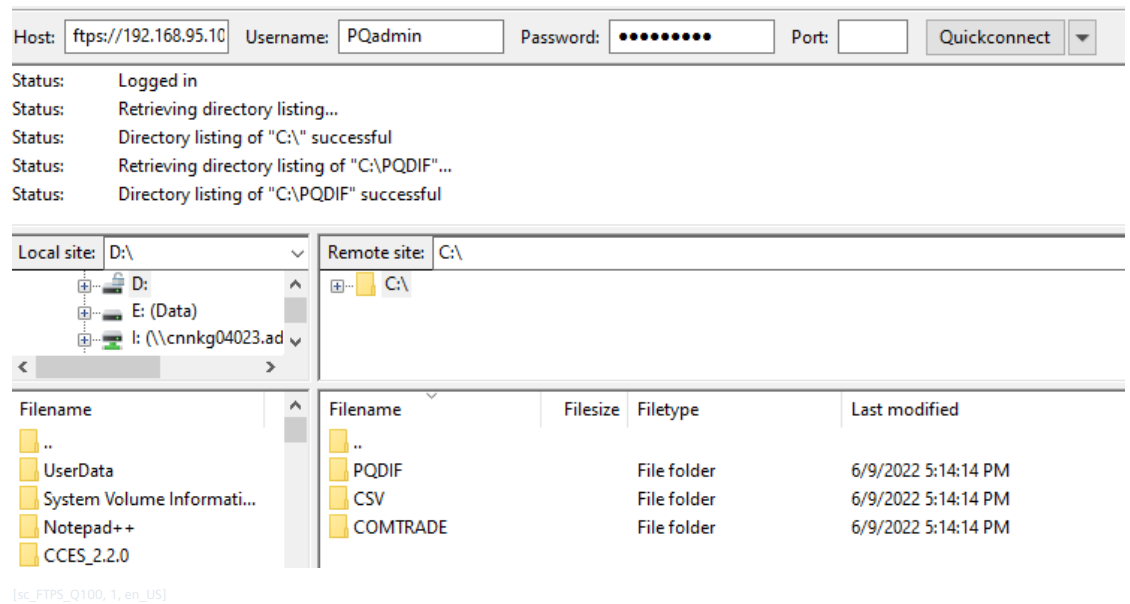 Host: ftps://192.168.95.10 Username: PQadmin Password: ●●●●●●●●● Port: Quickconnect
Status: Logged in
Status: Retrieving directory listing...
Status: Directory listing of "C:\" successful
Status: Retrieving directory listing of "C:\PQDIF"...
Status: Directory listing of "C:\PQDIF" successful
Local site: D:\ Remote site: C:\
D: C:\
E: (Data)
I: (\\cnnkg04023.ad
Filename Filename Filesize Filetype Last modified
.. ..
UserData PQDIF File folder 6/9/2022 5:14:14 PM
System Volume Informati... CSV File folder 6/9/2022 5:14:14 PM
Notepad++ COMTRADE File folder 6/9/2022 5:14:14 PM
CCES_2.2.0
[sc_FTPS_Q100, 1, en_US]